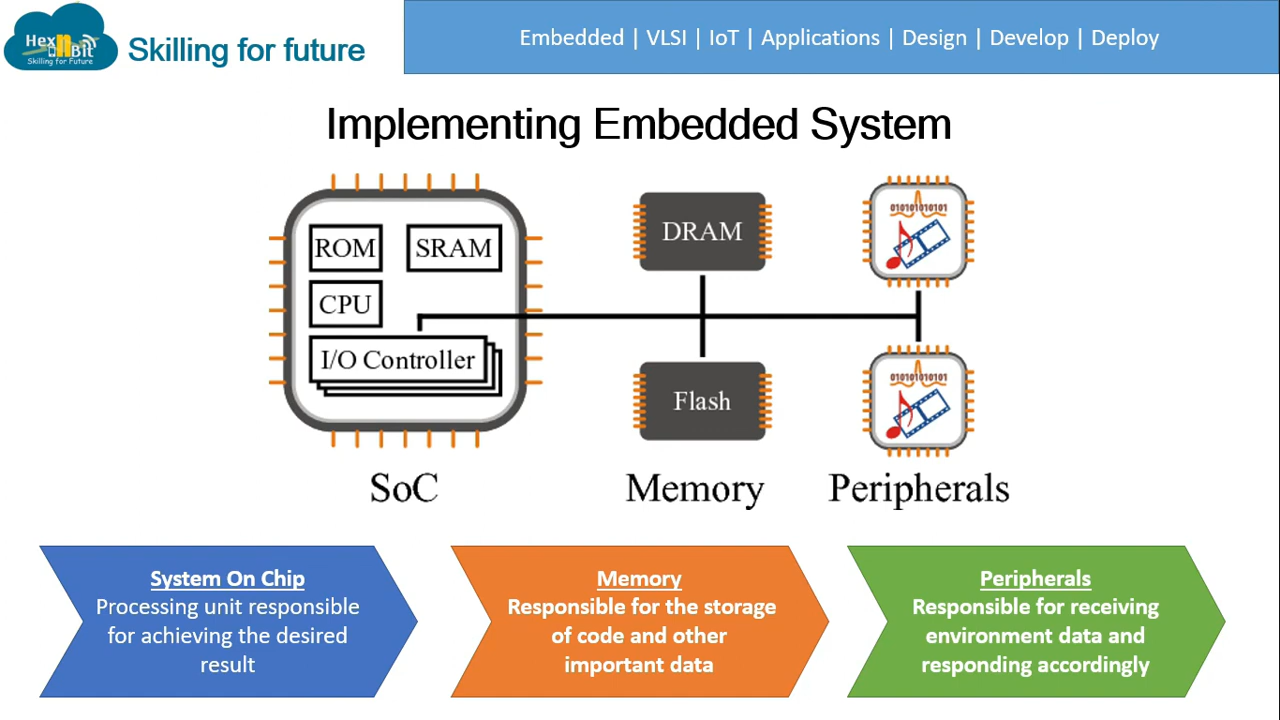 Hex nBit
Skilling for Future
Skilling for future
Embedded | VLSI | IoT | Applications | Design | Develop | Deploy
Implementing Embedded System
ROM
SRAM
CPU
I/O Controller
DRAM
Flash
010101010101
010101010101
SoC
Memory
Peripherals
System On Chip
Processing unit responsible
for achieving the desired
result
Memory
Responsible for the storage
of code and other
important data
Peripherals
Responsible for receiving
environment data and
responding accordingly